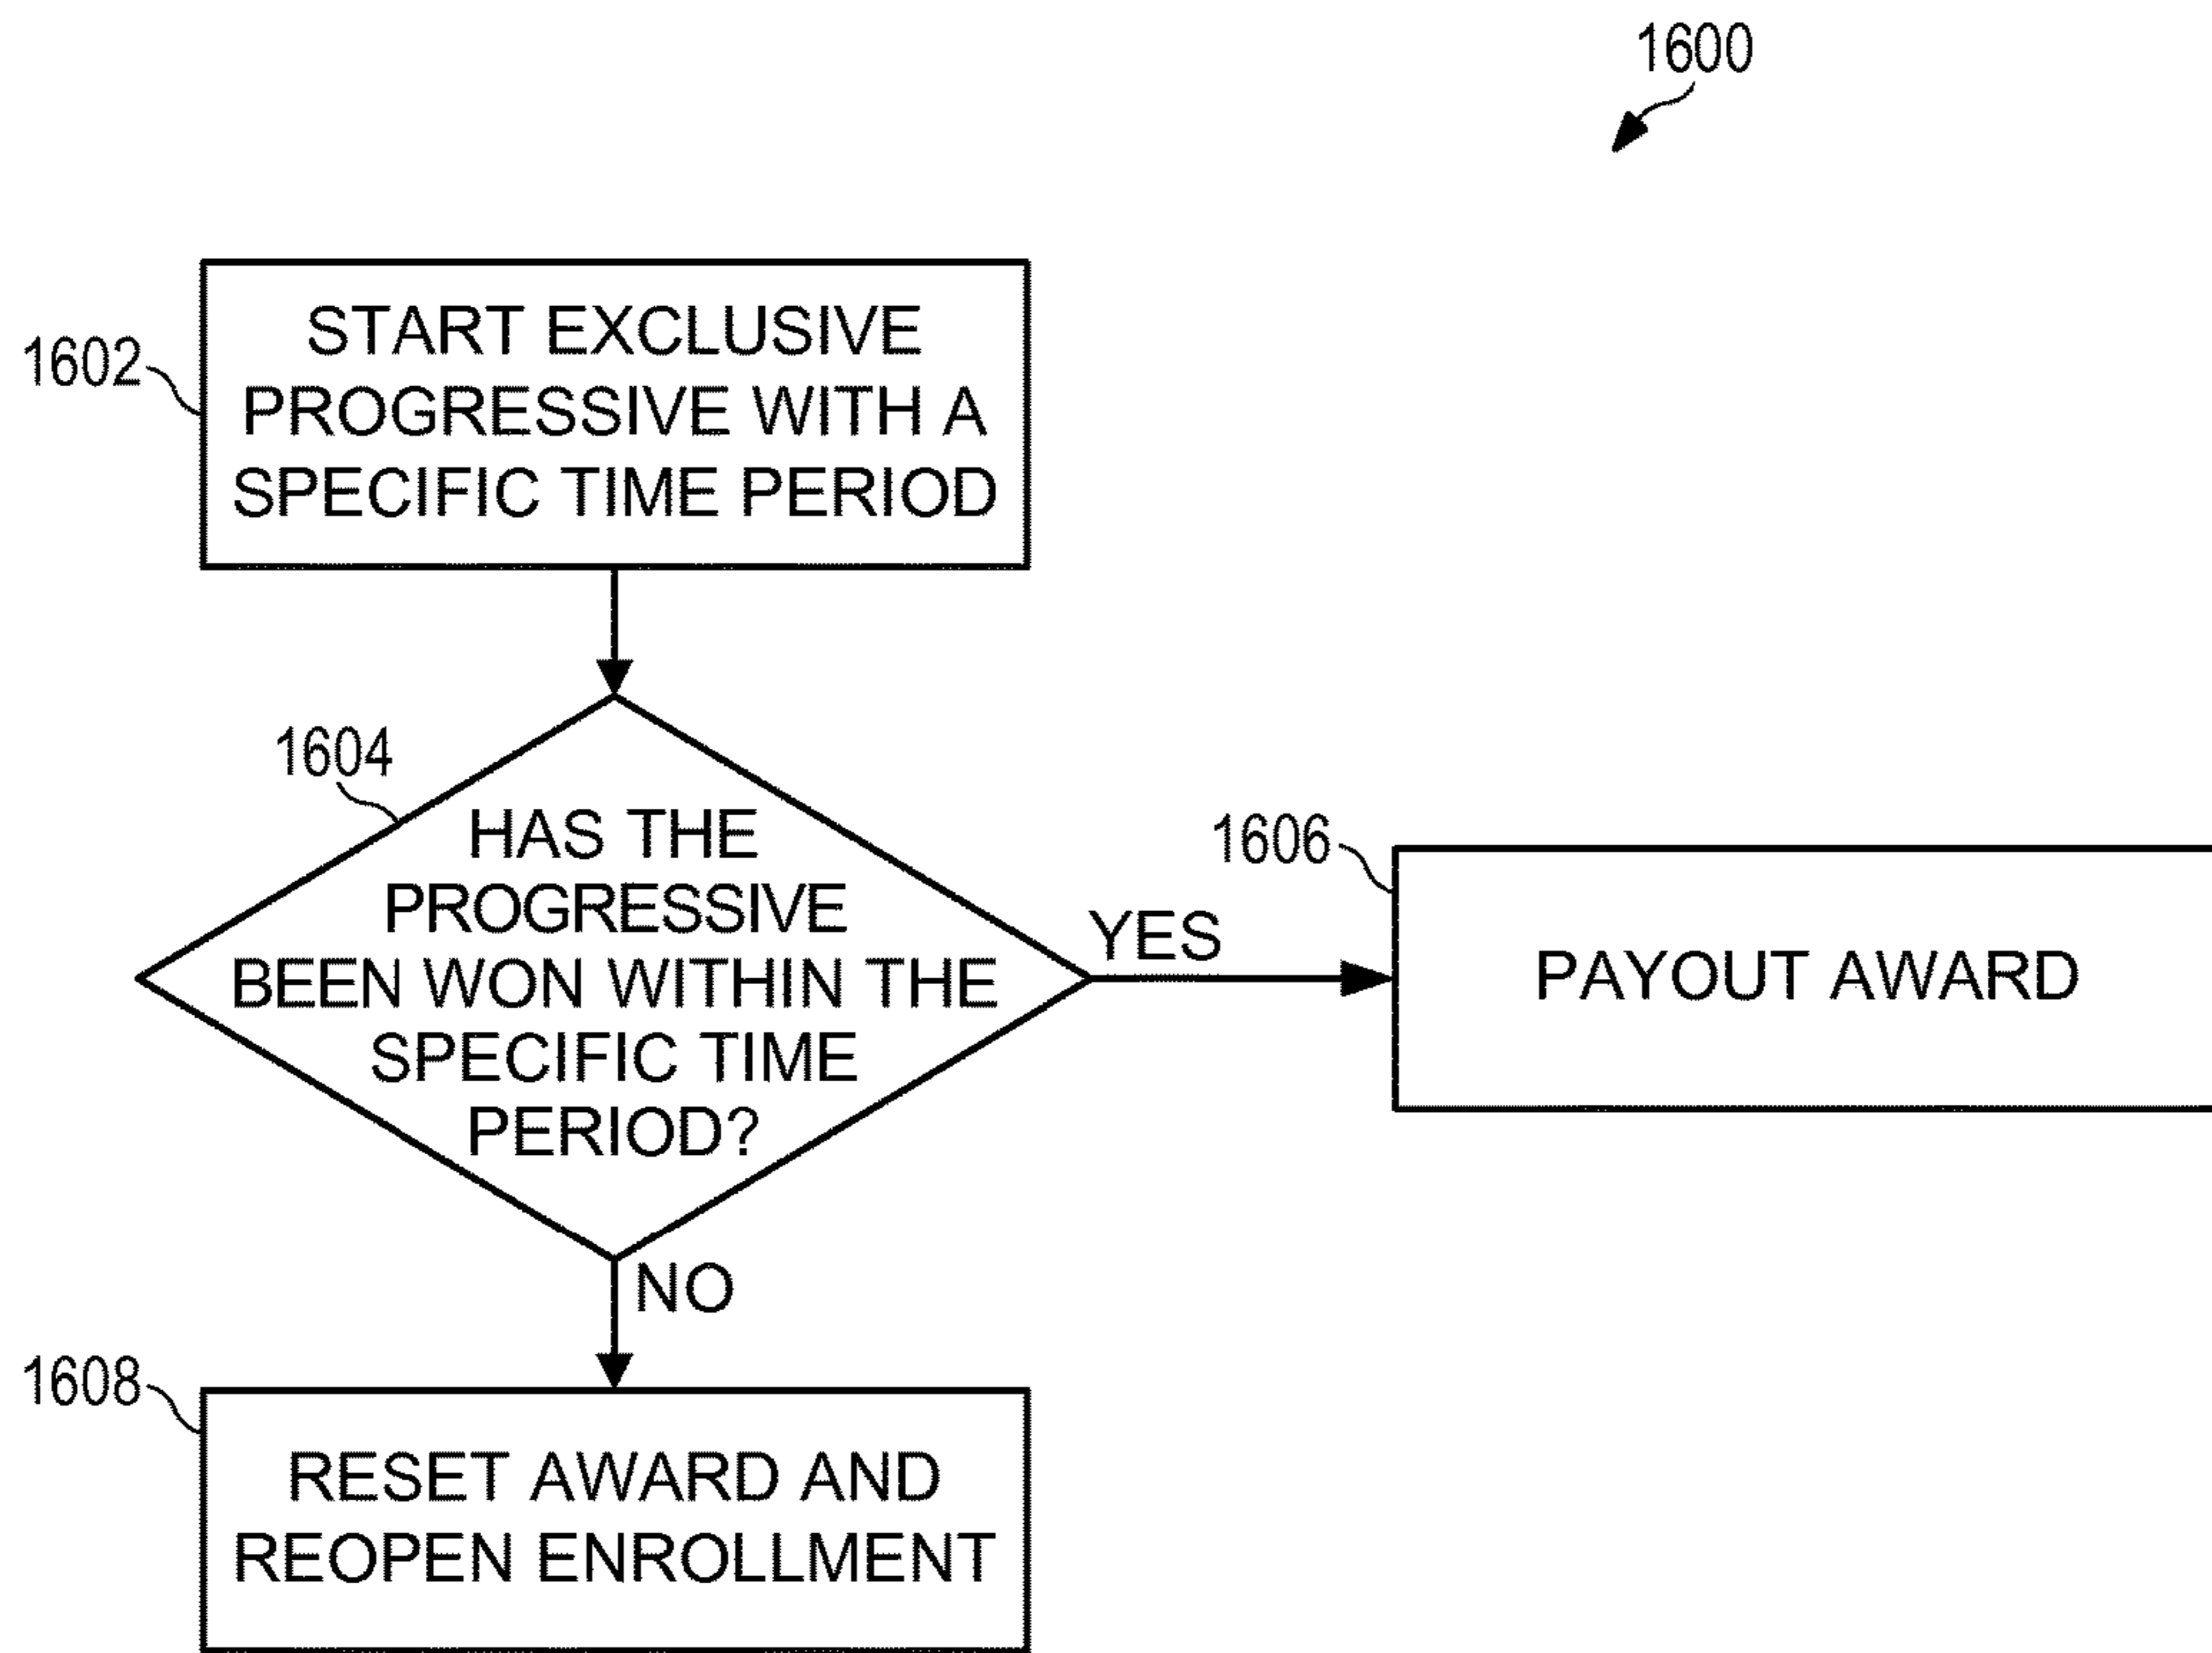 1600
1602
START EXCLUSIVE
PROGRESSIVE WITH A
SPECIFIC TIME PERIOD
1604
HAS THE
PROGRESSIVE
BEEN WON WITHIN THE
SPECIFIC TIME
PERIOD?
YES
1606
PAYOUT AWARD
NO
1608
RESET AWARD AND
REOPEN ENROLLMENT